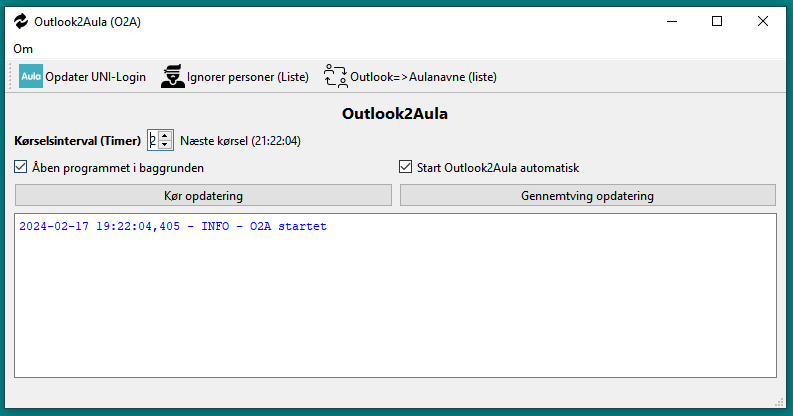 Outlook2Aula (O2A)
Om
Aula Opdater UNI-Login Ignorer personer (Liste) Outlook=>Aulanavne (liste)
Outlook2Aula
Kørselsinterval (Timer) 2 Næste kørsel (21:22:04)
Åben programmet i baggrunden Start Outlook2Aula automatisk
Kør opdatering Gennemtving opdatering
2024-02-17 19:22:04,405 - INFO - O2A startet